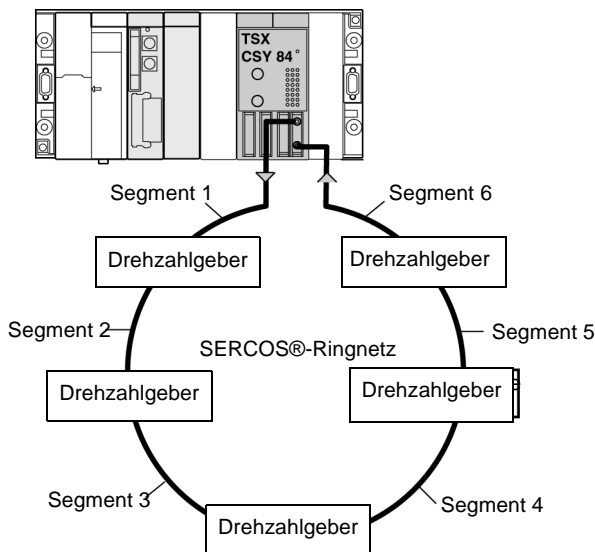 TSX
CSY 84
Segment 1
Segment 6
Drehzahlgeber
Drehzahlgeber
Segment 2
SERCOS®-Ringnetz
Segment 5
Drehzahlgeber
Drehzahlgeber
Segment 3
Segment 4
Drehzahlgeber